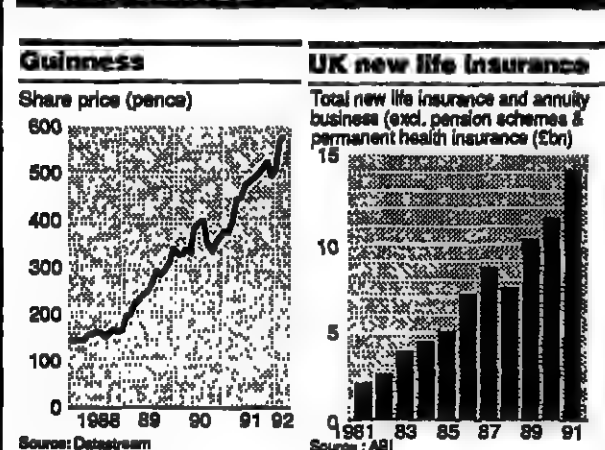 Guinness
Share price (pence)
600
500
400
300
200
100
0
1988 89 90 91 92
Source: Datastream
UK new life insurance
Total new life insurance and annuity
business (excl. pension schemes &
permanent health insurance (£bn)
15
10
5
0
1981 83 85 87 89 91
Source: ABI